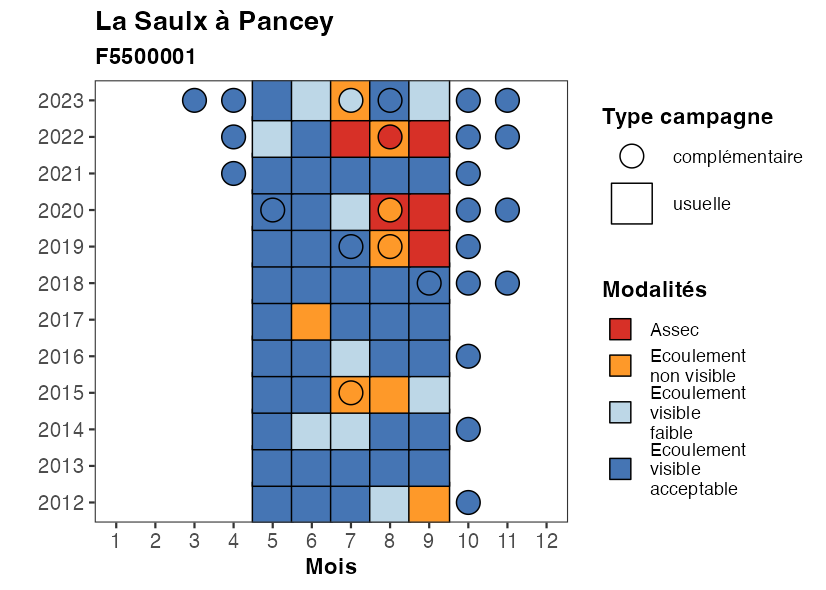 La Saulx à Pancey
F5500001
2023
2022
2021
2020
2019
2018
2017
2016
2015
2014
2013
2012
1 2 3 4 5 6 7 8 9 10 11 12
Mois
Type campagne
complémentaire
usuelle
Modalités
Assec
Ecoulement
non visible
Ecoulement
visible
faible
Ecoulement
visible
acceptable